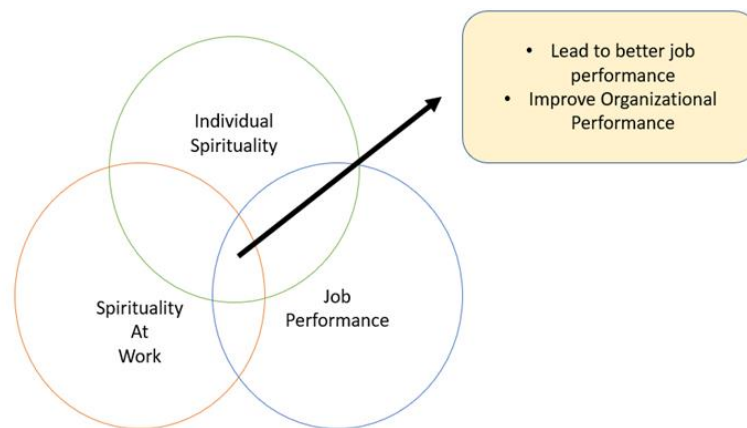 • Lead to better job
performance
• Improve Organizational
Performance
Individual
Spirituality
Spirituality
At
Work
Job
Performance